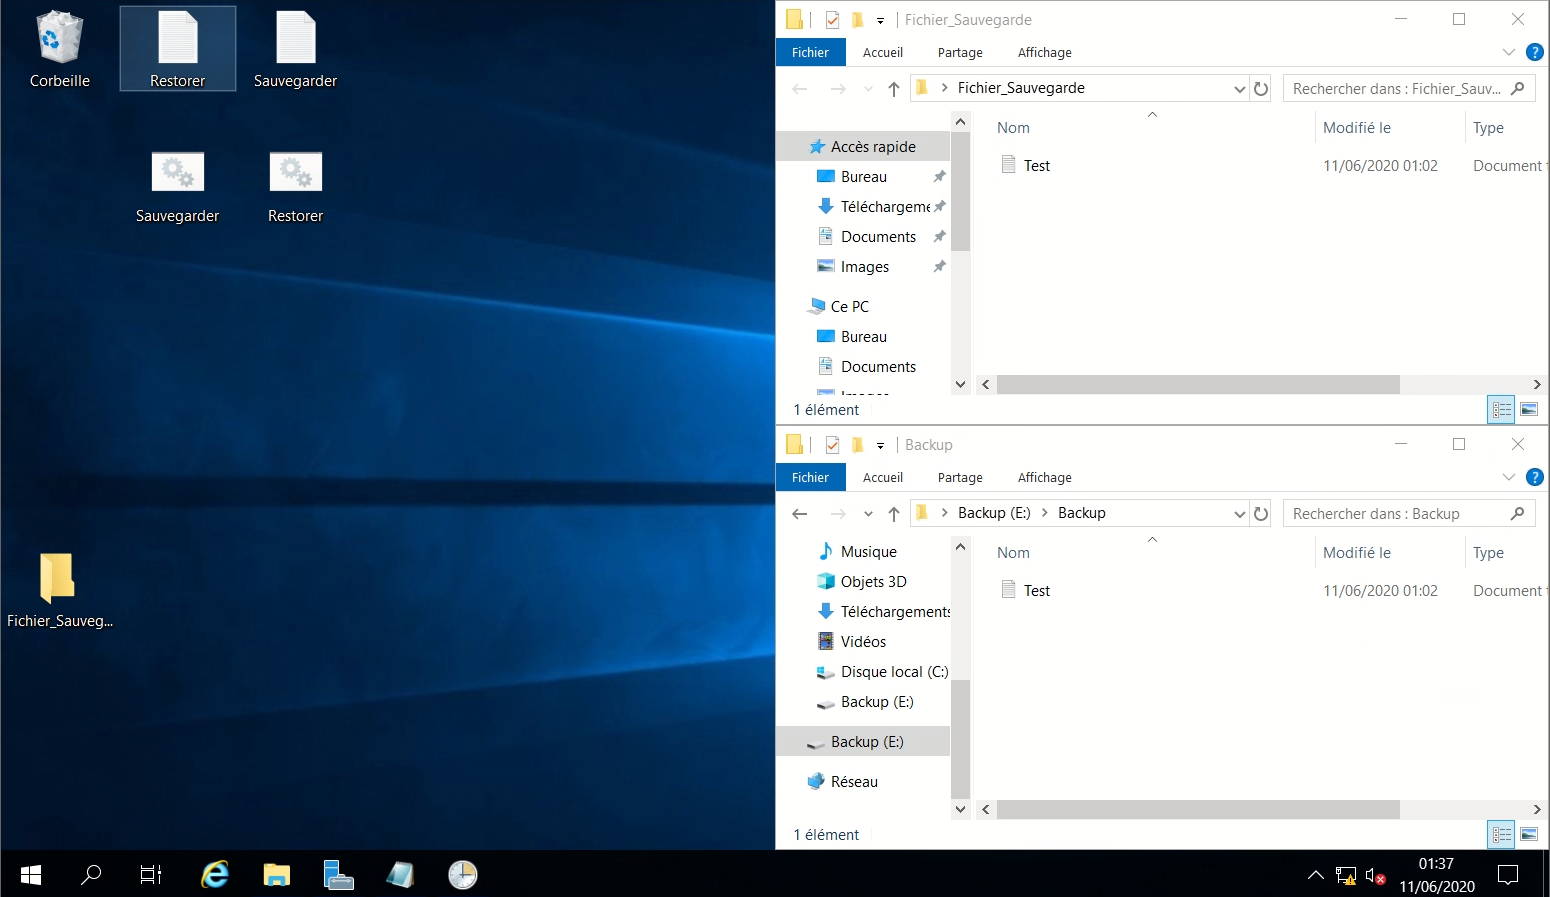 Corbeille
Restorer
Sauvegarder
Sauvegarder
Restorer
Fichier_Sauveg...
Fichier_Sauvegarde
Fichier
Accueil
Partage
Affichage
Fichier_Sauvegarde
Rechercher dans : Fichier_Sauv...
Accès rapide
Bureau
Téléchargeme
Documents
Images
Ce PC
Bureau
Documents
Images
Nom
Modifié le
Type
Test
11/06/2020 01:02
Document t
1 élément
Backup
Fichier
Accueil
Partage
Affichage
Backup (E:) > Backup
Rechercher dans : Backup
Musique
Objets 3D
Téléchargements
Vidéos
Disque local (C:)
Backup (E:)
Backup (E:)
Réseau
Nom
Modifié le
Type
Test
11/06/2020 01:02
Document t
1 élément
01:37
11/06/2020